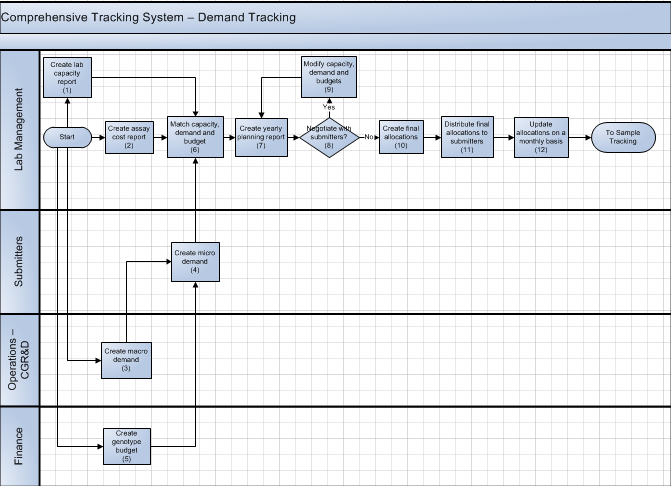 Comprehensive Tracking System – Demand Tracking
Lab Management
Create lab
capacity
report
(1)
Modify capacity,
demand and
budgets
(9)
Yes
Start
Create assay
cost report
(2)
Match capacity,
demand and
budget
(6)
Create yearly
planning report
(7)
Negotiate with
submitters?
(8)
No
Create final
allocations
(10)
Distribute final
allocations to
submitters
(11)
Update
allocations on a
monthly basis
(12)
To Sample
Tracking
Submitters
Create micro
demand
(4)
Operations –
CGR&D
Create macro
demand
(3)
Finance
Create
genotype
budget
(5)